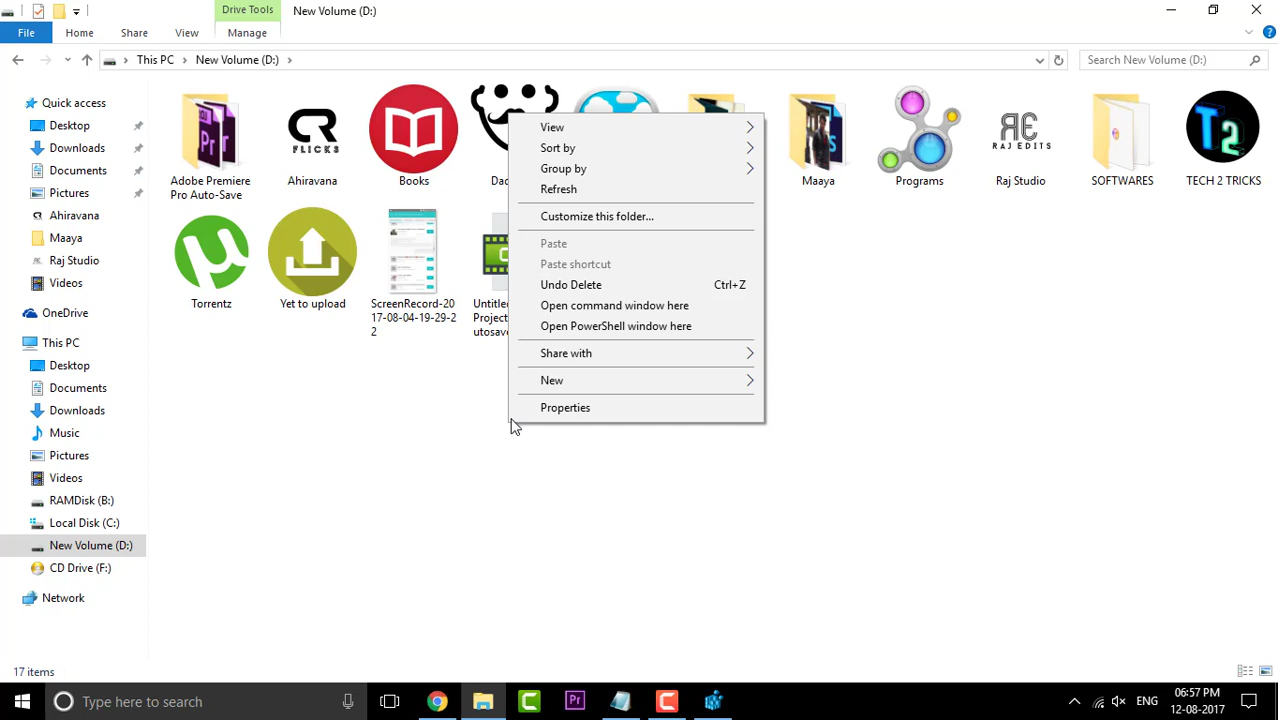 Drive Tools
New Volume (D:)
File
Home
Share
View
Manage
This PC
New Volume (D:)
Search New Volume (D:)
Quick access
Desktop
Downloads
Documents
Pictures
Ahiravana
Maaya
Raj Studio
Videos
OneDrive
This PC
Desktop
Documents
Downloads
Music
Pictures
Videos
RAMDisk (B:)
Local Disk (C:)
New Volume (D:)
CD Drive (F:)
Network
Pr
Adobe Premiere
Pro Auto-Save
CR
FLICKS
Ahiravana
Books
Maaya
Programs
RE
RAJ EDITS
Raj Studio
SOFTWARES
T2
TECH 2 TRICKS
Torrentz
Yet to upload
ScreenRecord-20
17-08-04-19-29-2
2
View
Sort by
Group by
Refresh
Customize this folder...
Paste
Paste shortcut
Undo Delete Ctrl+Z
Open command window here
Open PowerShell window here
Share with
New
Properties
17 items
Type here to search
Pr
ENG
06:57 PM
12-08-2017